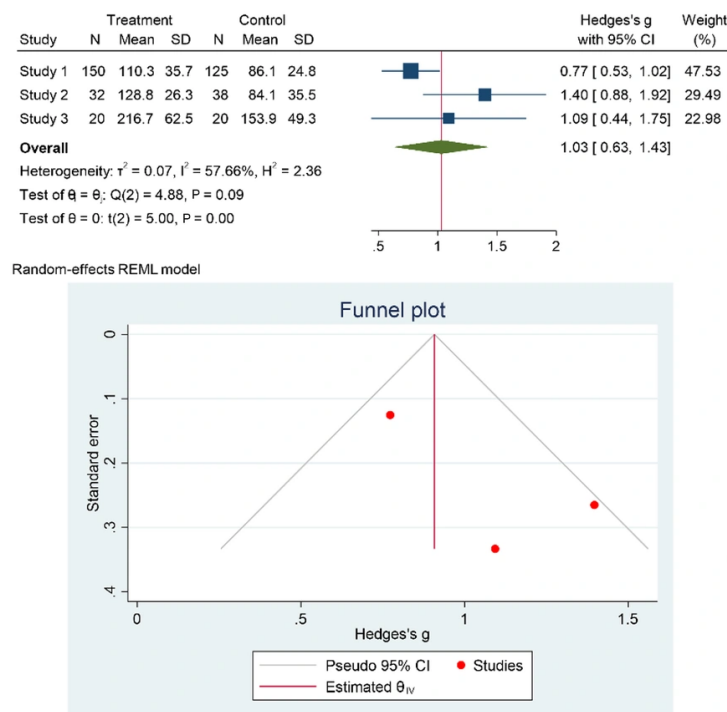 Treatment Control Hedges's g Weight
Study N Mean SD N Mean SD with 95% CI (%)
Study 1 150 110.3 35.7 125 86.1 24.8 0.77 [ 0.53, 1.02] 47.53
Study 2 32 128.8 26.3 38 84.1 35.5 1.40 [ 0.88, 1.92] 29.49
Study 3 20 216.7 62.5 20 153.9 49.3 1.09 [ 0.44, 1.75] 22.98
Overall 1.03 [ 0.63, 1.43]
Heterogeneity: τ² = 0.07, I² = 57.66%, H² = 2.36
Test of θᵢ = θⱼ: Q(2) = 4.88, P = 0.09
Test of θ = 0: t(2) = 5.00, P = 0.00
.5 1 1.5 2
Random-effects REML model
Funnel plot
0
.1
.2
.3
.4
Standard error
0 .5 1 1.5
Hedges's g
Pseudo 95% CI Studies
Estimated θIV